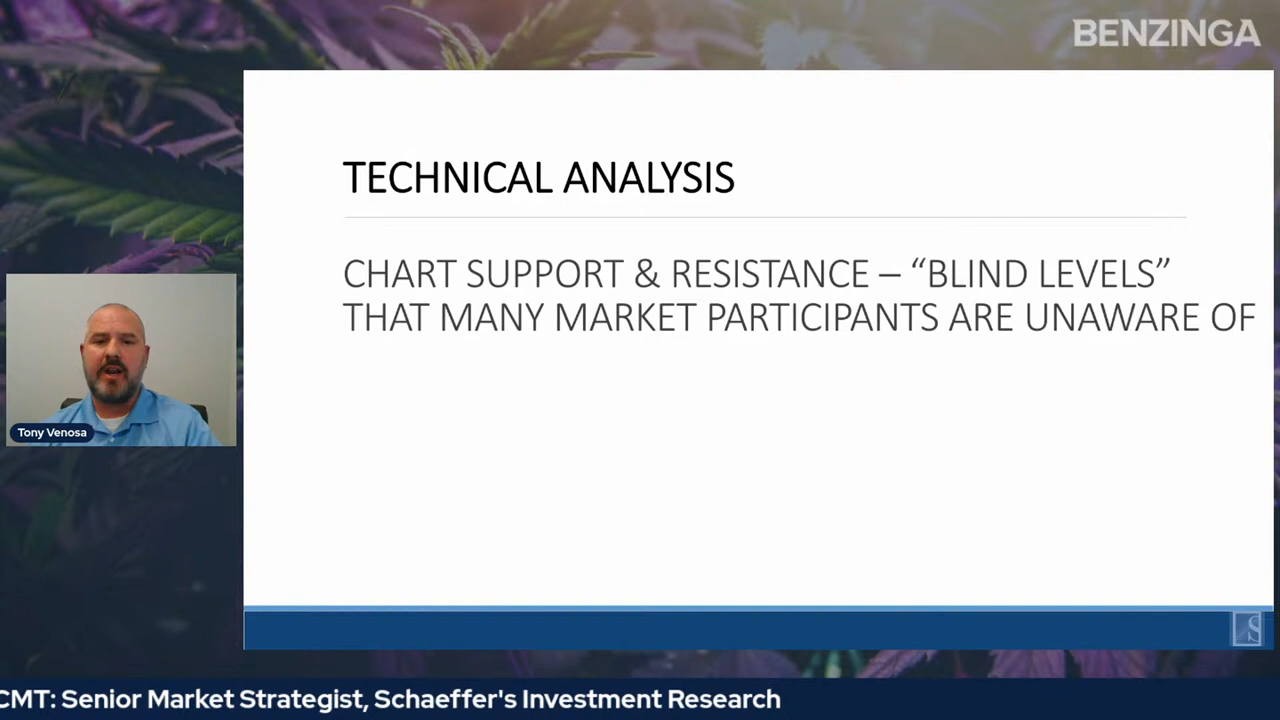 BENZINGA
TECHNICAL ANALYSIS
CHART SUPPORT & RESISTANCE – “BLIND LEVELS”
THAT MANY MARKET PARTICIPANTS ARE UNAWARE OF
Tony Venosa
CMT: Senior Market Strategist, Schaeffer's Investment Research